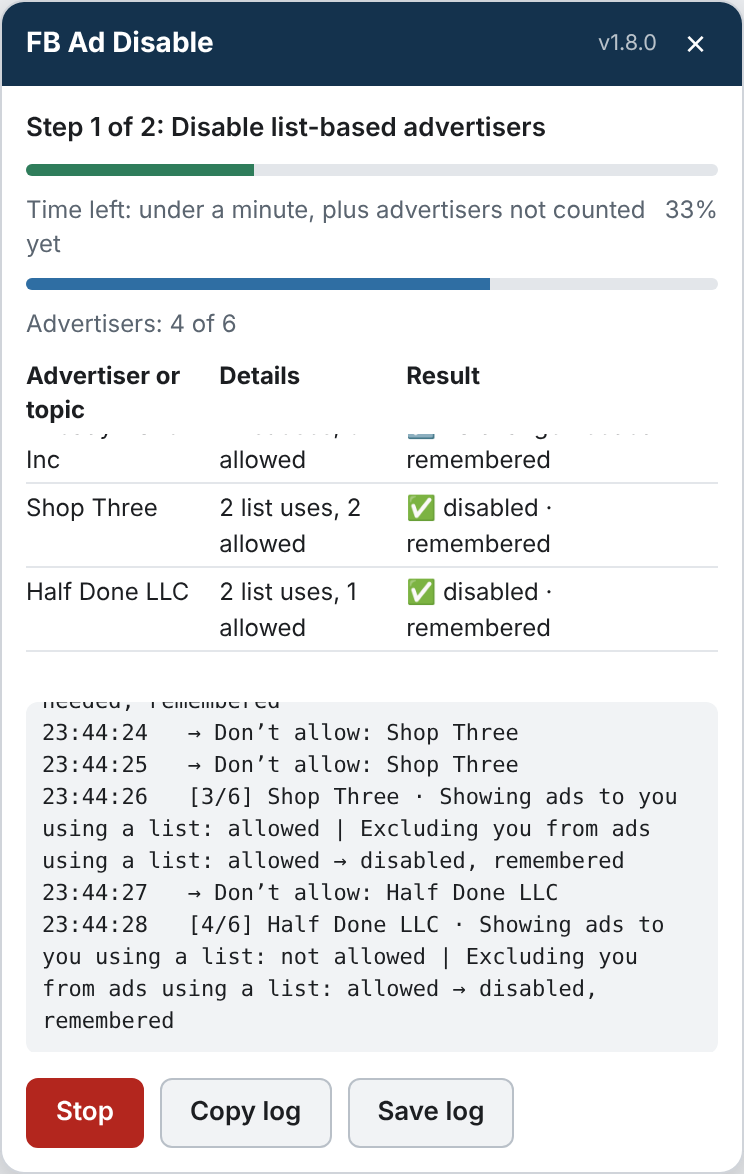 FB Ad Disable
v1.8.0 ✕
Step 1 of 2: Disable list-based advertisers
Time left: under a minute, plus advertisers not counted 33%
yet
Advertisers: 4 of 6
Advertiser or Details Result
topic
Inc allowed remembered
Shop Three 2 list uses, 2 ✅ disabled ·
allowed remembered
Half Done LLC 2 list uses, 1 ✅ disabled ·
allowed remembered
needed, remembered
23:44:24 → Don’t allow: Shop Three
23:44:25 → Don’t allow: Shop Three
23:44:26 [3/6] Shop Three · Showing ads to you
using a list: allowed | Excluding you from ads
using a list: allowed → disabled, remembered
23:44:27 → Don’t allow: Half Done LLC
23:44:28 [4/6] Half Done LLC · Showing ads to
you using a list: not allowed | Excluding you
from ads using a list: allowed → disabled,
remembered
Stop Copy log Save log